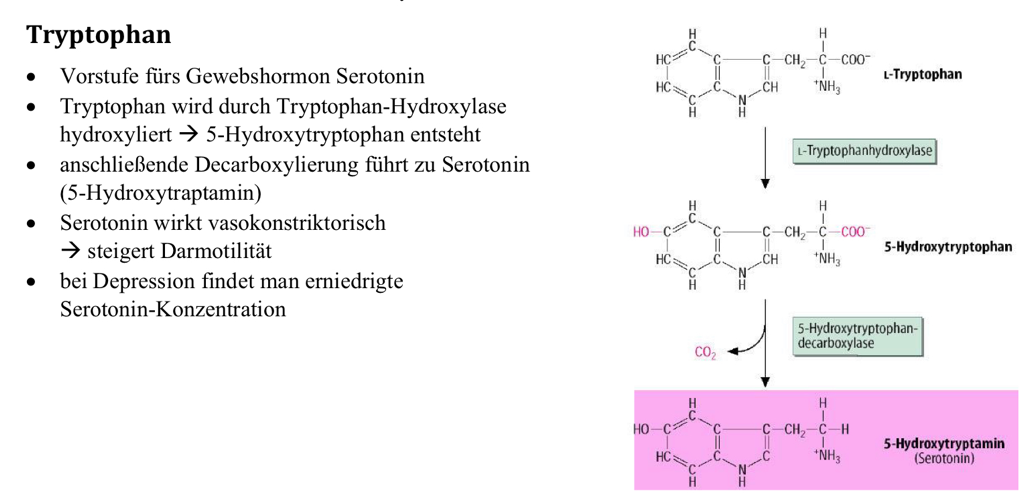 Tryptophan
• Vorstufe fürs Gewebshormon Serotonin
• Tryptophan wird durch Tryptophan-Hydroxylase
hydroxyliert → 5-Hydroxytryptophan entsteht
• anschließende Decarboxylierung führt zu Serotonin
(5-Hydroxytraptamin)
• Serotonin wirkt vasokonstriktorisch
→ steigert Darmotilität
• bei Depression findet man erniedrigte
Serotonin-Konzentration
H H
C
HC C C CH₂ C COO⁻
L-Tryptophan
HC C CH ⁺NH₃
C N
H H
L-Tryptophanhydroxylase
H H
C
HO C C C CH₂ C COO⁻
5-Hydroxytryptophan
HC C CH ⁺NH₃
C N
H H
5-Hydroxytryptophan-
decarboxylase
CO₂
H H
C
HO C C C CH₂ C H
5-Hydroxytryptamin
(Serotonin)
HC C C ⁺NH₃
C N
H H